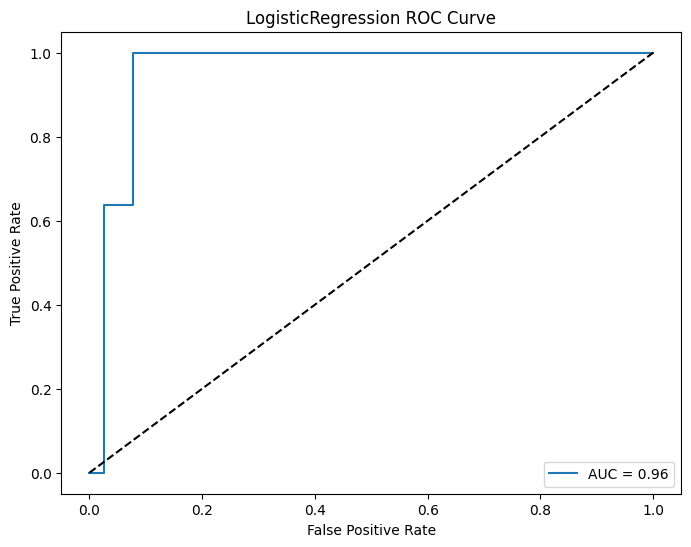 LogisticRegression ROC Curve
True Positive Rate
1.0
0.8
0.6
0.4
0.2
0.0
AUC = 0.96
0.0 0.2 0.4 0.6 0.8 1.0
False Positive Rate